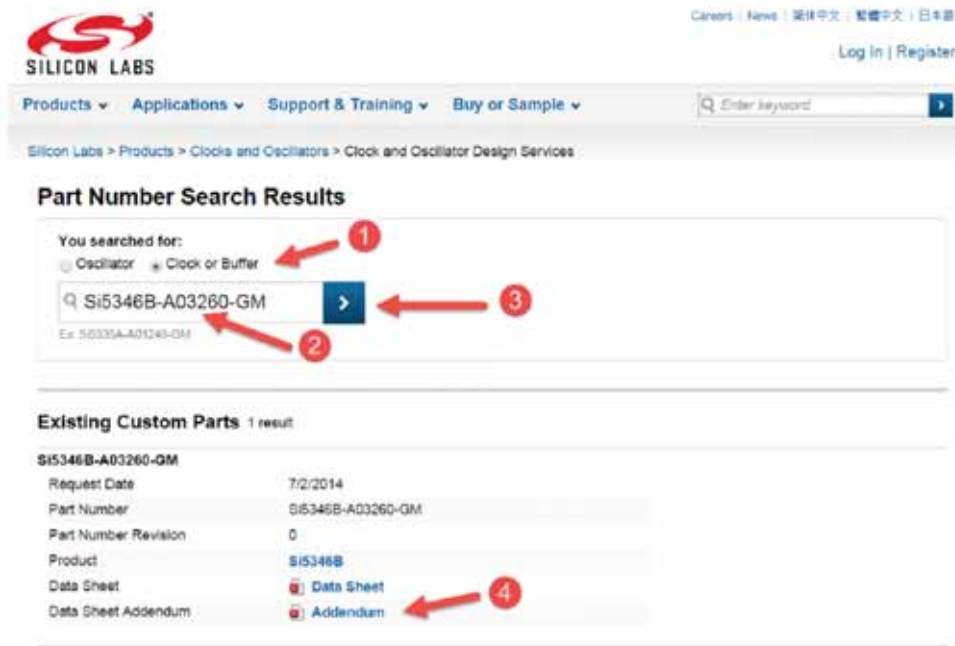 Careers | News | 简体中文 | 繁體中文 | 日本語
SILICON LABS
Log In | Register
Products Applications Support & Training Buy or Sample
Enter keyword
Silicon Labs > Products > Clocks and Oscillators > Clock and Oscillator Design Services
Part Number Search Results
You searched for:
1
Oscillator Clock or Buffer
Si5346B-A03260-GM
3
2
Existing Custom Parts 1 result
Si5346B-A03260-GM
Request Date 7/2/2014
Part Number Si5346B-A03260-GM
Part Number Revision 0
Product Si5346B
Data Sheet Data Sheet
4
Data Sheet Addendum Addendum